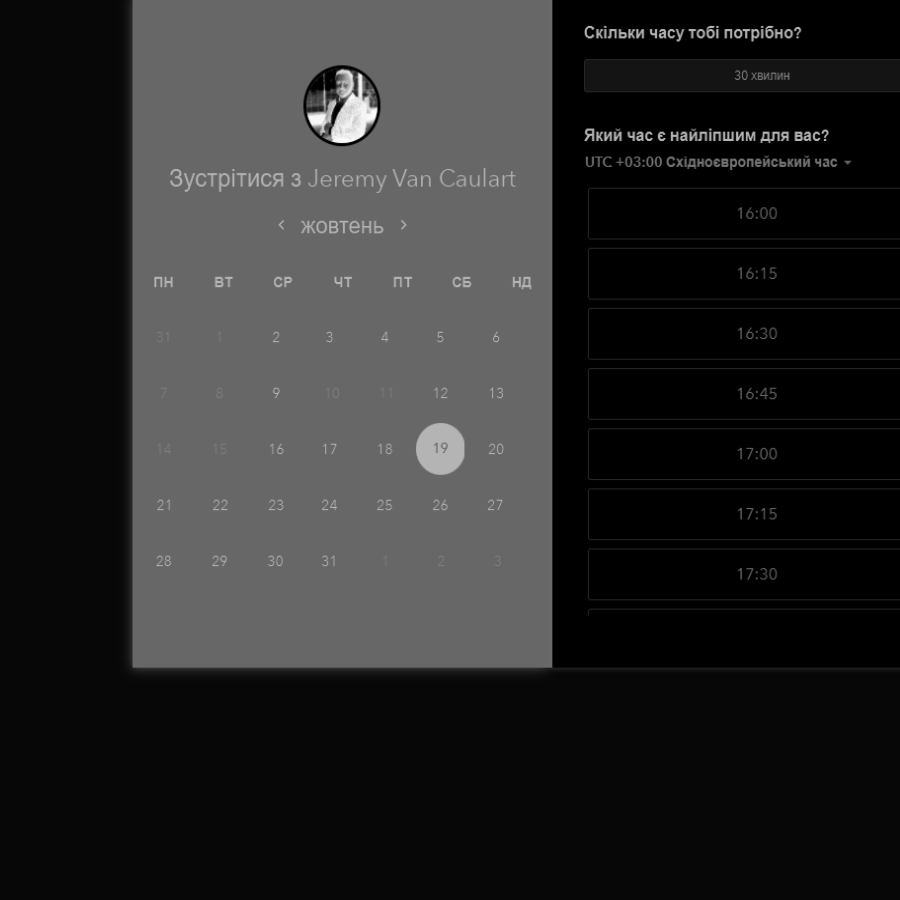 Зустрітися з Jeremy Van Caulart
жовтень
ПН ВТ СР ЧТ ПТ СБ НД
31 1 2 3 4 5 6
7 8 9 10 11 12 13
14 15 16 17 18 19 20
21 22 23 24 25 26 27
28 29 30 31 1 2 3
Скільки часу тобі потрібно?
30 хвилин
Який час є найліпшим для вас?
UTC +03:00 Східноєвропейський час
16:00
16:15
16:30
16:45
17:00
17:15
17:30